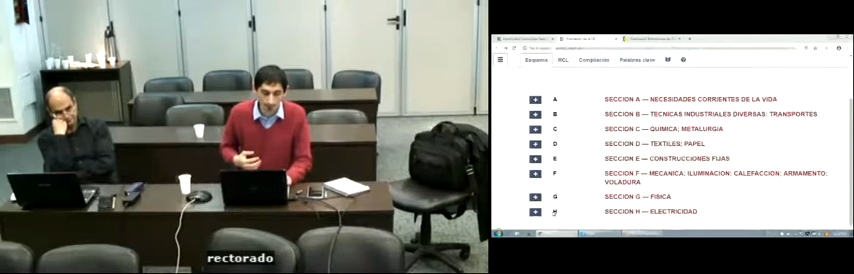 rectorado
Esquema RCL Compilación Palabras clave
A SECCION A — NECESIDADES CORRIENTES DE LA VIDA
B SECCION B — TECNICAS INDUSTRIALES DIVERSAS; TRANSPORTES
C SECCION C — QUIMICA; METALURGIA
D SECCION D — TEXTILES; PAPEL
E SECCION E — CONSTRUCCIONES FIJAS
F SECCION F — MECANICA; ILUMINACION; CALEFACCION; ARMAMENTO;
VOLADURA
G SECCION G — FISICA
H SECCION H — ELECTRICIDAD